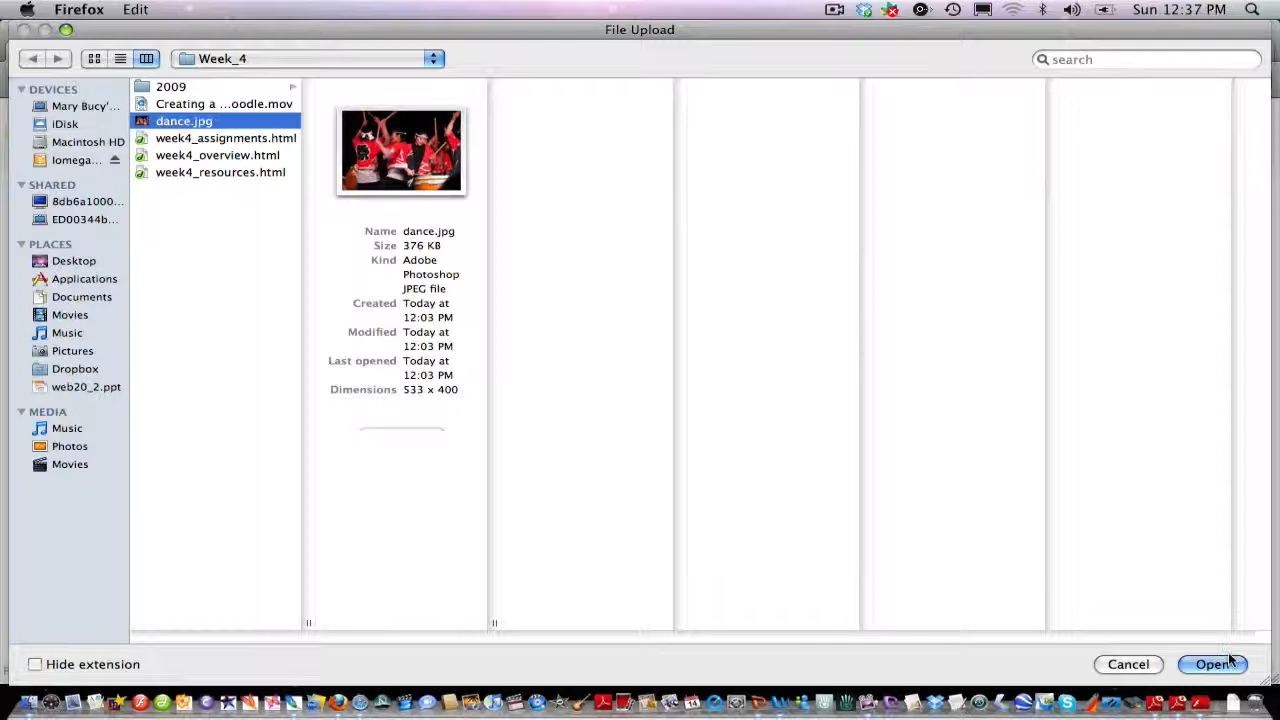 Firefox Edit Sun 12:37 PM
File Upload
Week_4
search
DEVICES
Mary Bucy'...
iDisk
Macintosh HD
Iomega...
SHARED
8db6a1000...
ED00344b...
PLACES
Desktop
Applications
Documents
Movies
Music
Pictures
Dropbox
web20_2.ppt
MEDIA
Music
Photos
Movies
2009
Creating a ...oodle.mov
dance.jpg
week4_assignments.html
week4_overview.html
week4_resources.html
Name dance.jpg
Size 376 KB
Kind Adobe
Photoshop
JPEG file
Created Today at
12:03 PM
Modified Today at
12:03 PM
Last opened Today at
12:03 PM
Dimensions 533 x 400
Hide extension
Cancel
Open